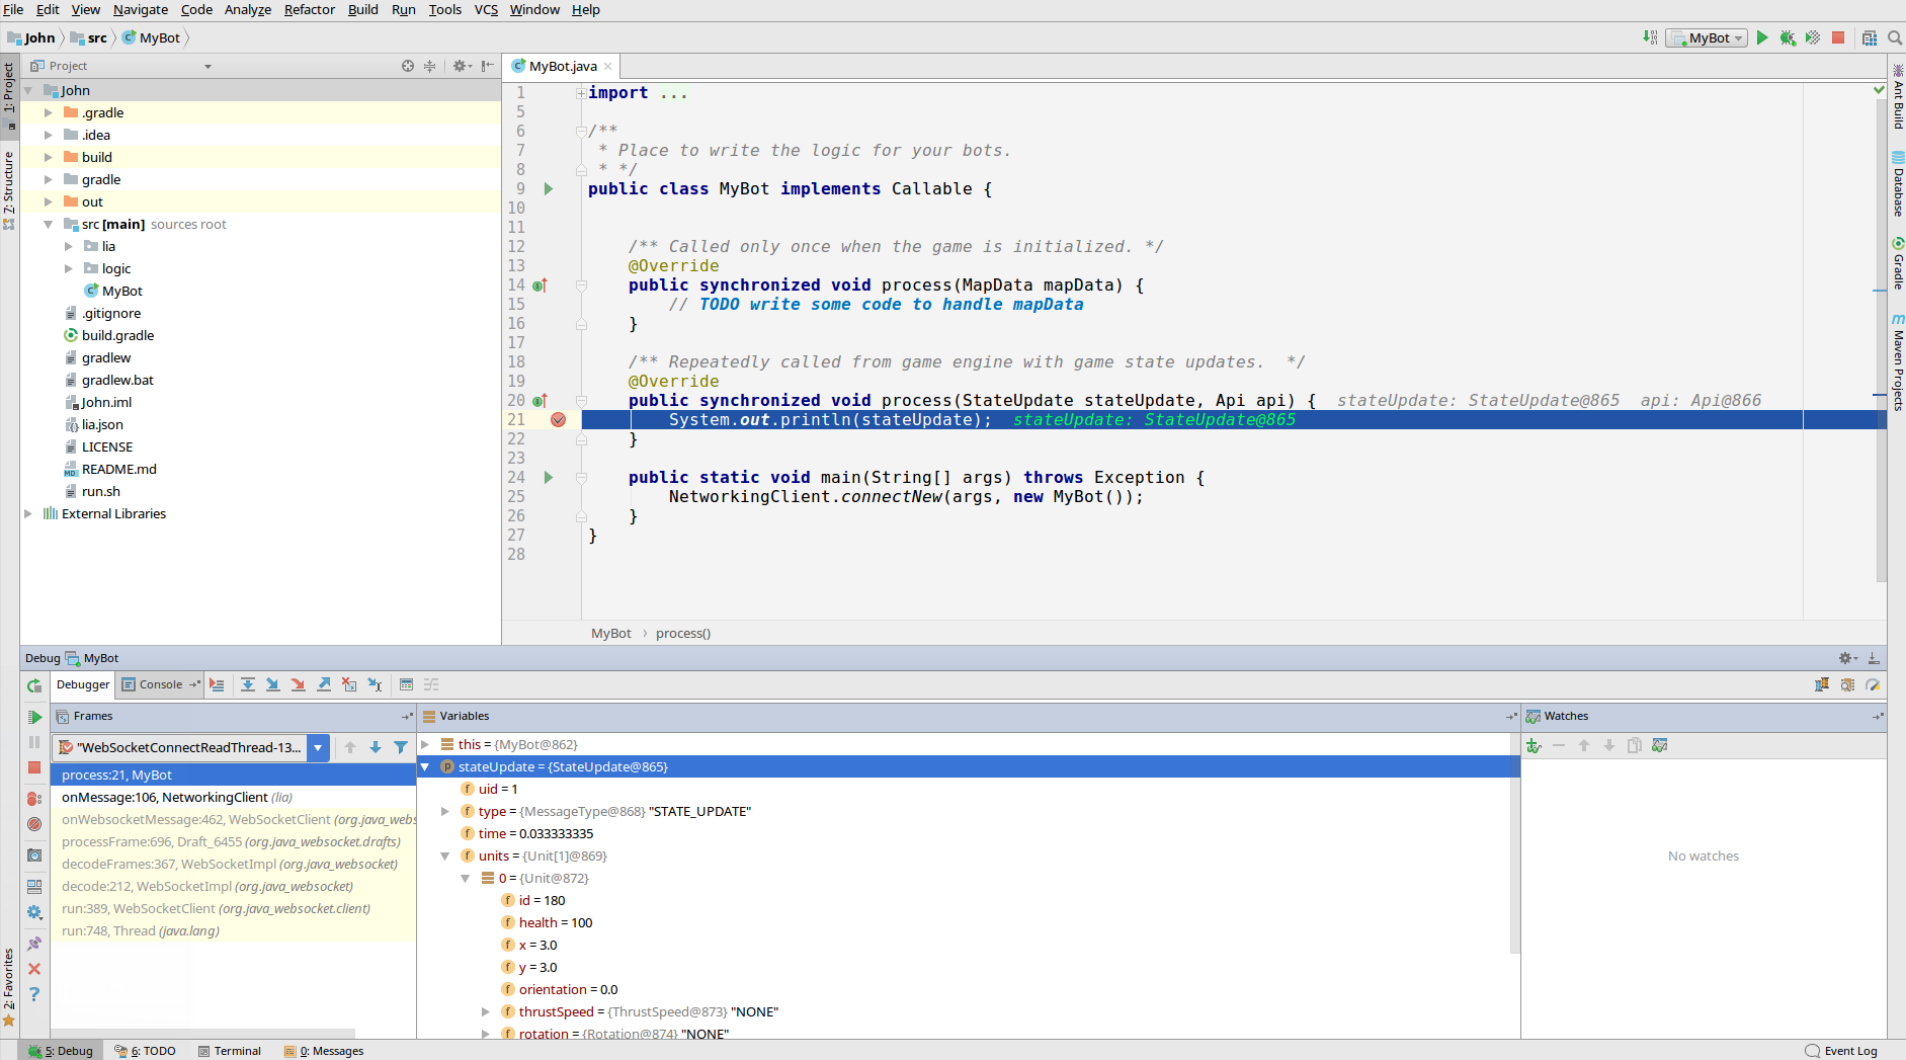 File Edit View Navigate Code Analyze Refactor Build Run Tools VCS Window Help
John src MyBot
MyBot
Project
MyBot.java
1: Project
Z: Structure
2: Favorites
John
.gradle
.idea
build
gradle
out
src [main] sources root
lia
logic
MyBot
.gitignore
build.gradle
gradlew
gradlew.bat
John.iml
lia.json
LICENSE
README.md
run.sh
External Libraries
1 import ...
5
6 /**
7 * Place to write the logic for your bots.
8 * */
9 public class MyBot implements Callable {
10
11
12 /** Called only once when the game is initialized. */
13 @Override
14 public synchronized void process(MapData mapData) {
15 // TODO write some code to handle mapData
16 }
17
18 /** Repeatedly called from game engine with game state updates.  */
19 @Override
20 public synchronized void process(StateUpdate stateUpdate, Api api) { stateUpdate: StateUpdate@865 api: Api@866
21 System.out.println(stateUpdate); stateUpdate: StateUpdate@865
22 }
23
24 public static void main(String[] args) throws Exception {
25 NetworkingClient.connectNew(args, new MyBot());
26 }
27 }
28
MyBot › process()
Ant Build
Database
Gradle
m
Maven Projects
Debug MyBot
Debugger Console
Frames
"WebSocketConnectReadThread-13...
process:21, MyBot
onMessage:106, NetworkingClient (lia)
onWebsocketMessage:462, WebSocketClient (org.java_webs
processFrame:696, Draft_6455 (org.java_websocket.drafts)
decodeFrames:367, WebSocketImpl (org.java_websocket)
decode:212, WebSocketImpl (org.java_websocket)
run:389, WebSocketClient (org.java_websocket.client)
run:748, Thread (java.lang)
Variables
this = {MyBot@862}
stateUpdate = {StateUpdate@865}
uid = 1
type = {MessageType@868} "STATE_UPDATE"
time = 0.033333335
units = {Unit[1]@869}
0 = {Unit@872}
id = 180
health = 100
x = 3.0
y = 3.0
orientation = 0.0
thrustSpeed = {ThrustSpeed@873} "NONE"
rotation = {Rotation@874} "NONE"
Watches
No watches
5: Debug 6: TODO Terminal 0: Messages Event Log